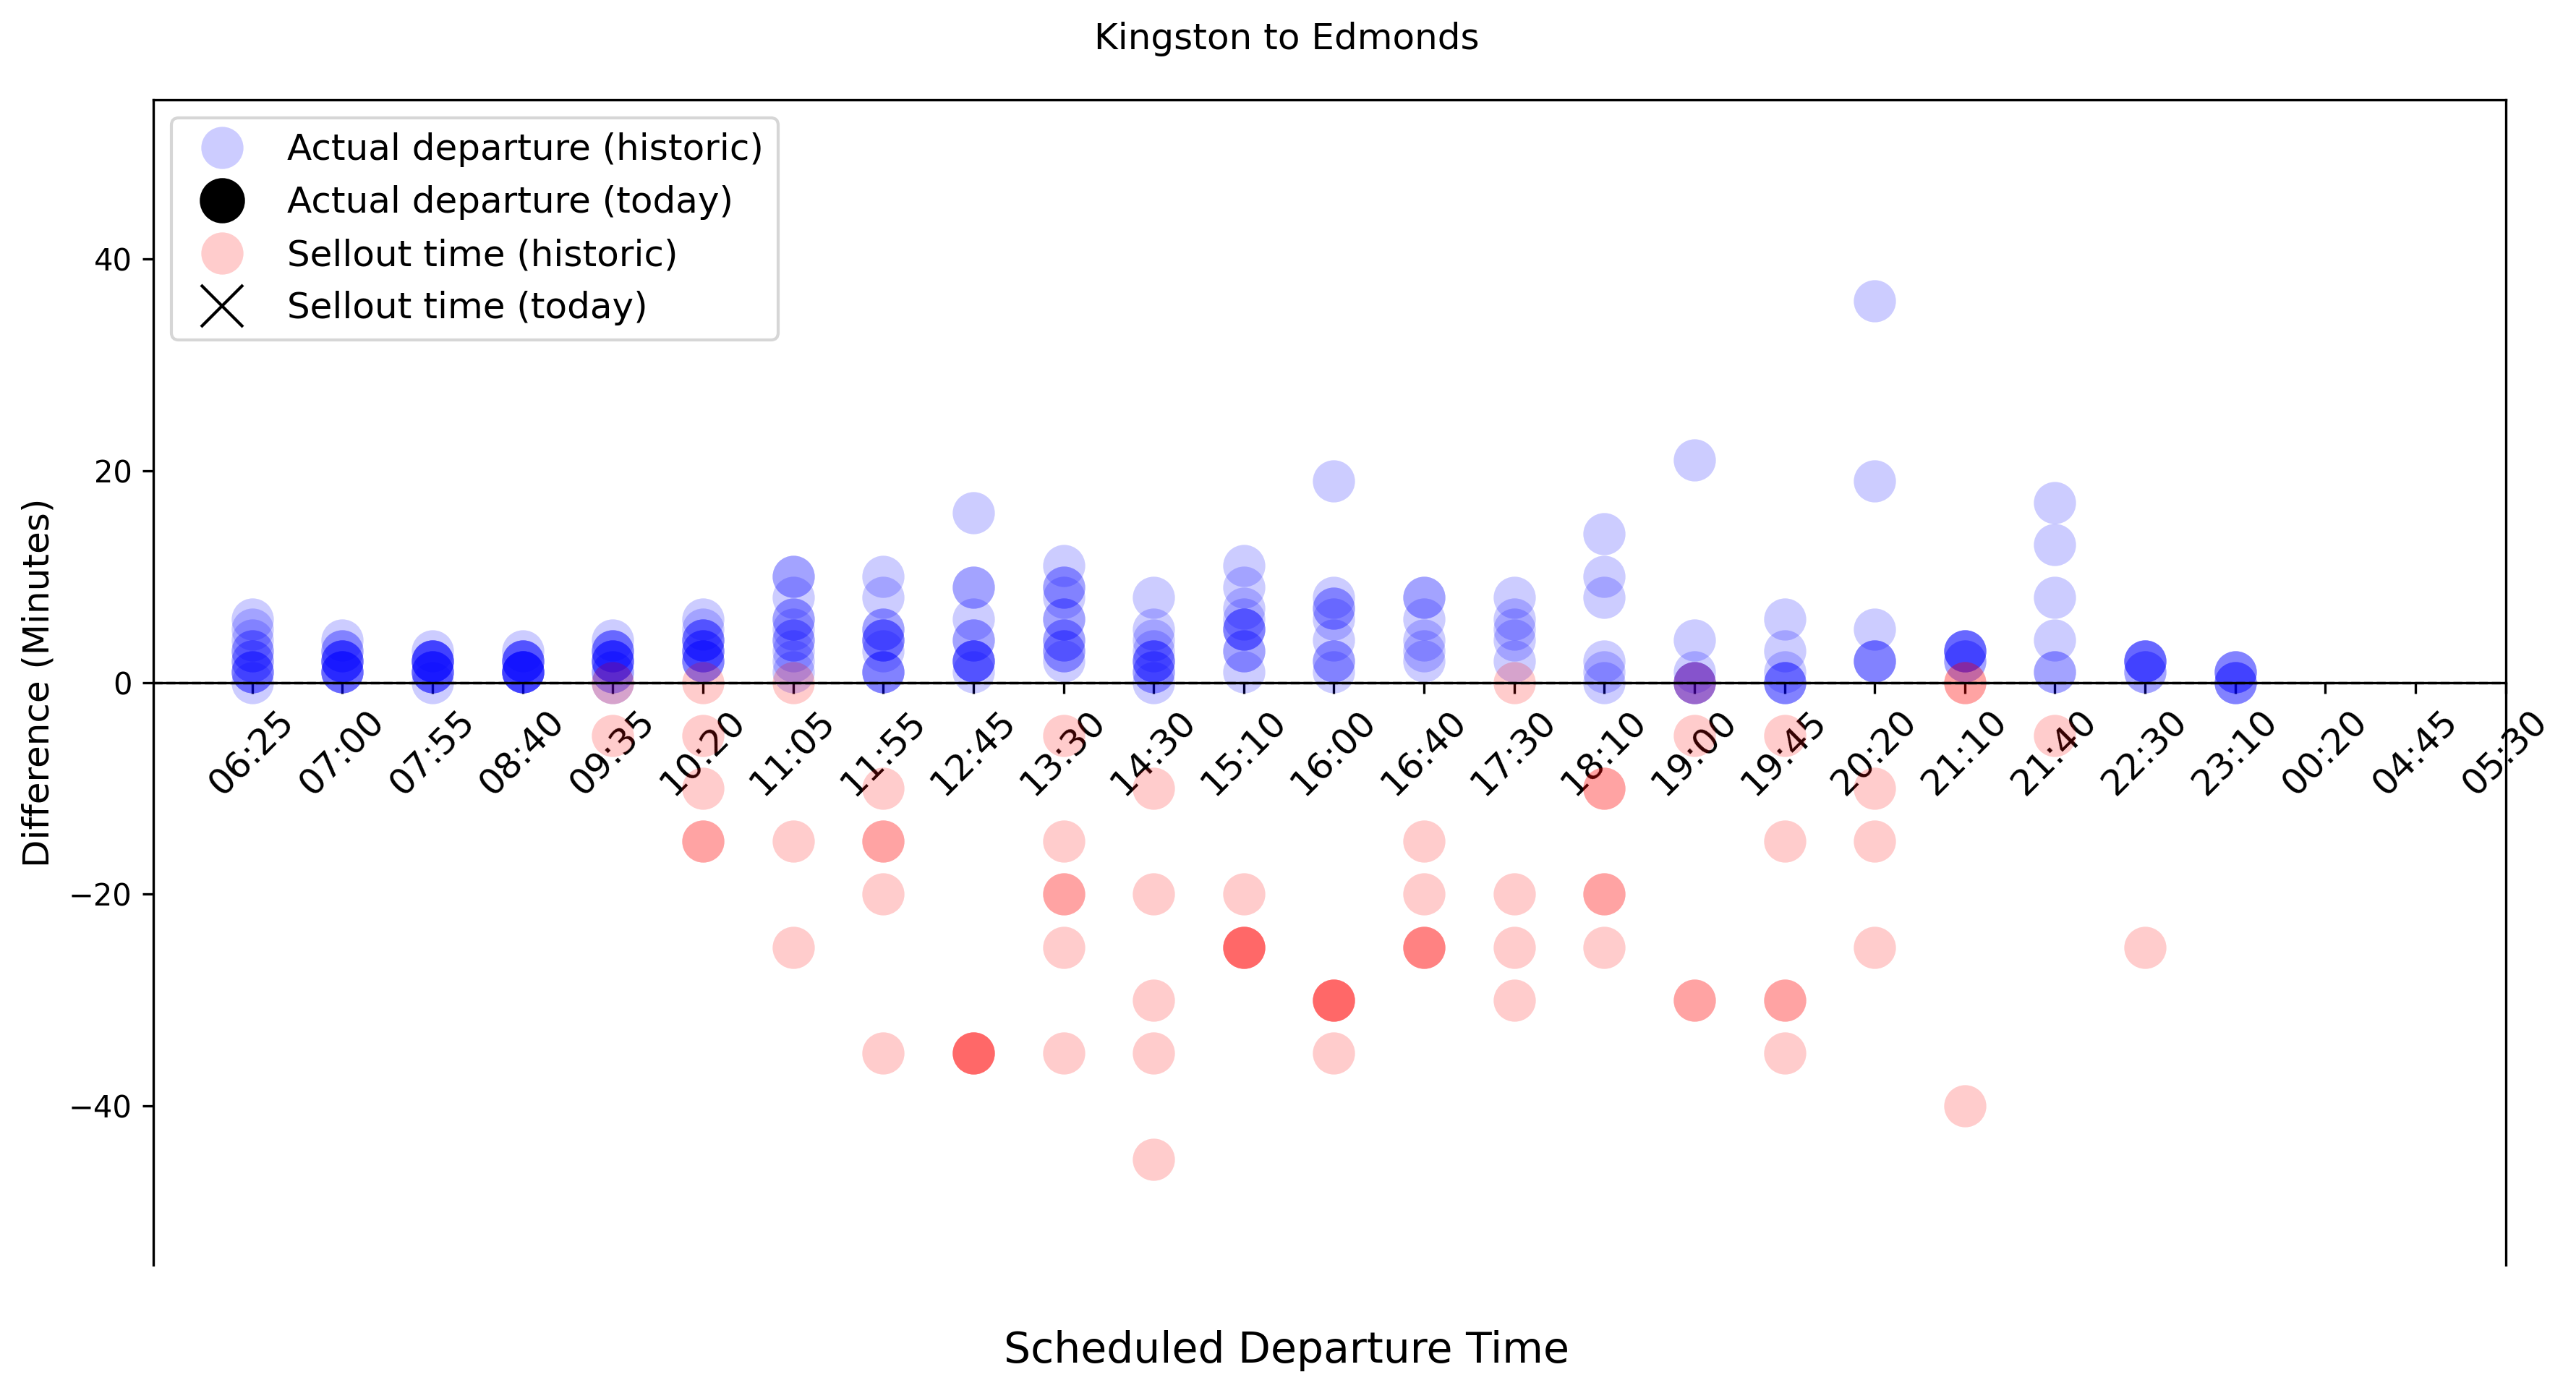 Kingston to Edmonds
Actual departure (historic)
Actual departure (today)
Sellout time (historic)
Sellout time (today)
Difference (Minutes)
40
20
0
−20
−40
06:25 07:00 07:55 08:40 09:35 10:20 11:05 11:55 12:45 13:30 14:30 15:10 16:00 16:40 17:30 18:10 19:00 19:45 20:20 21:10 21:40 22:30 23:10 00:20 04:45 05:30
Scheduled Departure Time